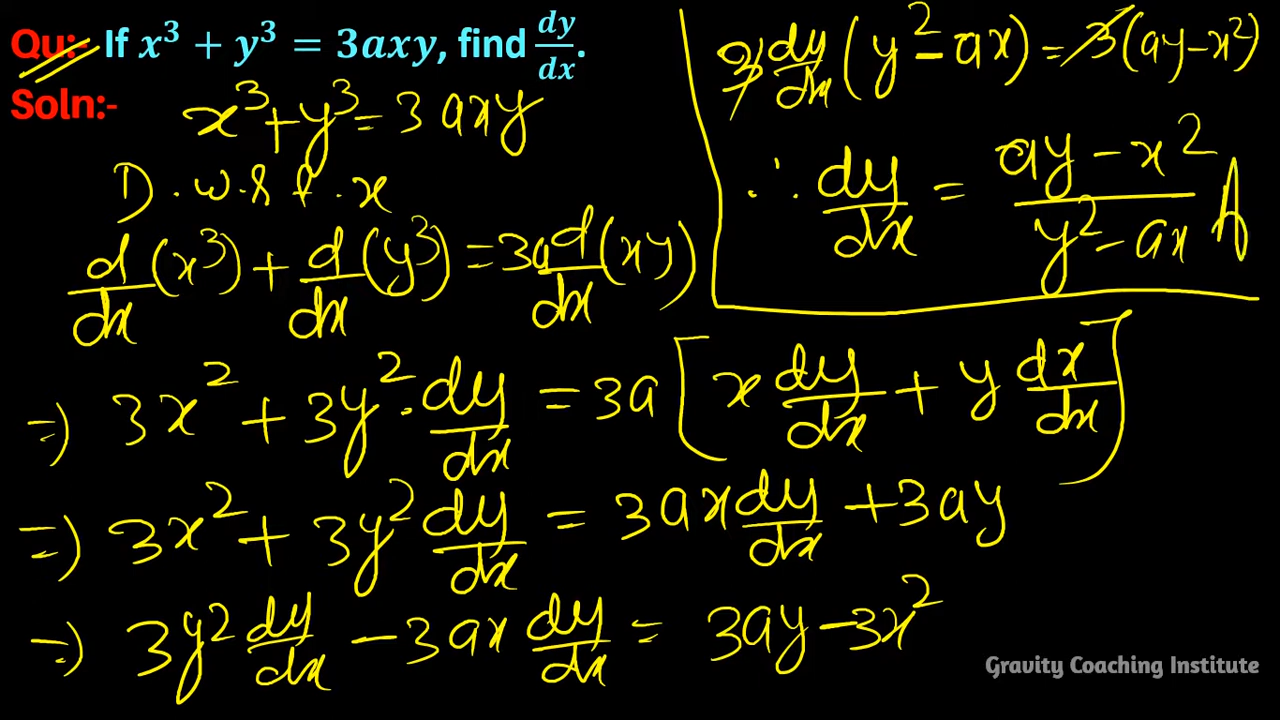 Qu:- If x³ + y³ = 3axy, find dy/dx.
Soln:-
x³ + y³ = 3axy
D.w.r.t.x
d/dx (x³) + d/dx (y³) = 3a d/dx (xy)
⇒) 3x² + 3y² · dy/dx = 3a [x dy/dx + y dx/dx]
⇒) 3x² + 3y² dy/dx = 3ax dy/dx + 3ay
⇒) 3y² dy/dx - 3ax dy/dx = 3ay - 3x²
3 dy/dx (y² - ax) = 3(ay - x²)
∴ dy/dx = (ay - x²)/(y² - ax) A
Gravity Coaching Institute